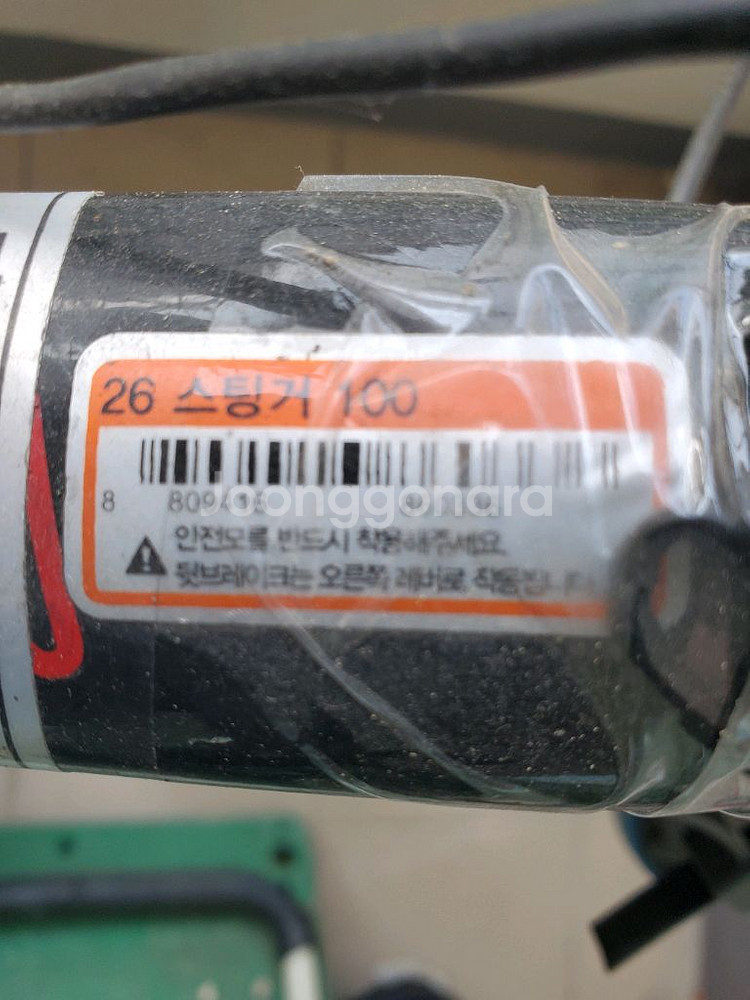 26 스팅거 100
Joonggonara
8
안전모를 반드시 착용해주세요
뒷브레이크는 오른쪽 레버로 작동됩니다